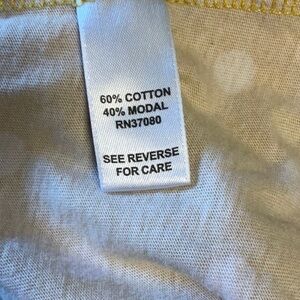 60% COTTON
40% MODAL
RN37080
SEE REVERSE
FOR CARE